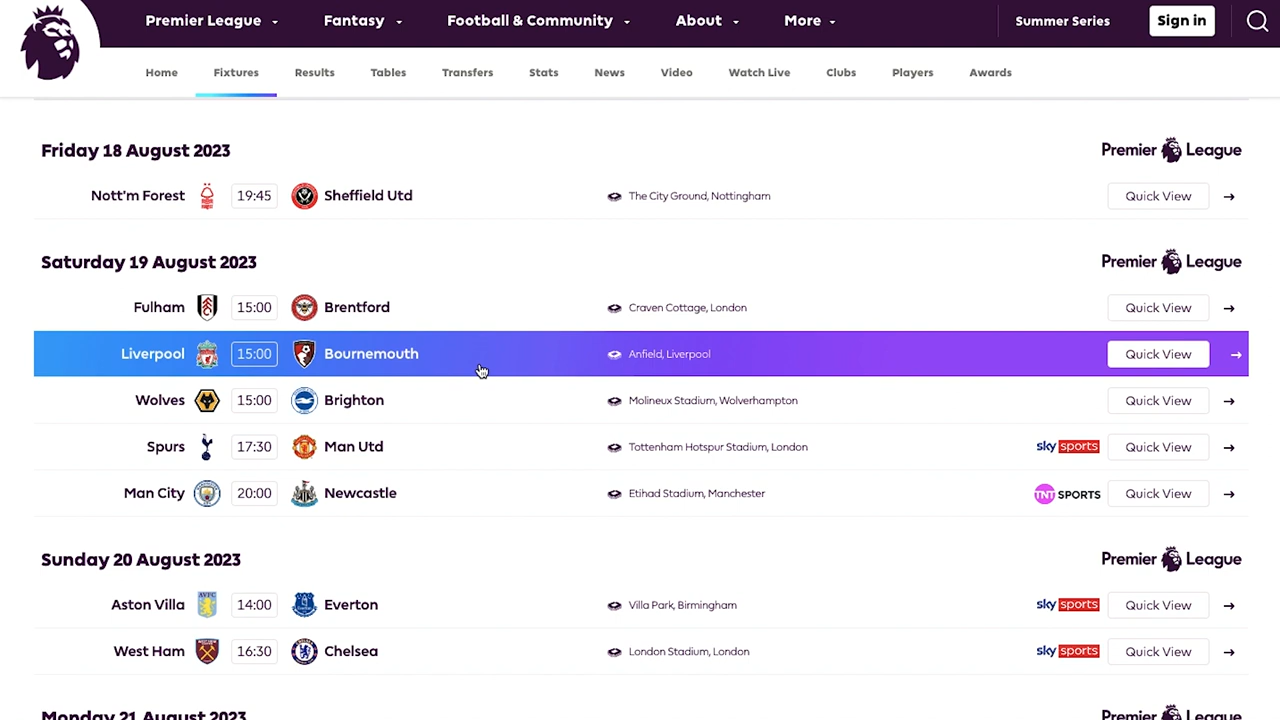 Premier League Fantasy Football & Community About More Summer Series Sign in
Home Fixtures Results Tables Transfers Stats News Video Watch Live Clubs Players Awards
Friday 18 August 2023 Premier League
Nott'm Forest 19:45 Sheffield Utd The City Ground, Nottingham Quick View
Saturday 19 August 2023 Premier League
Fulham 15:00 Brentford Craven Cottage, London Quick View
Liverpool 15:00 Bournemouth Anfield, Liverpool Quick View
Wolves 15:00 Brighton Molineux Stadium, Wolverhampton Quick View
Spurs 17:30 Man Utd Tottenham Hotspur Stadium, London sky sports Quick View
Man City 20:00 Newcastle Etihad Stadium, Manchester TNT SPORTS Quick View
Sunday 20 August 2023 Premier League
Aston Villa 14:00 Everton Villa Park, Birmingham sky sports Quick View
West Ham 16:30 Chelsea London Stadium, London sky sports Quick View
Monday 21 August 2023 Premier League